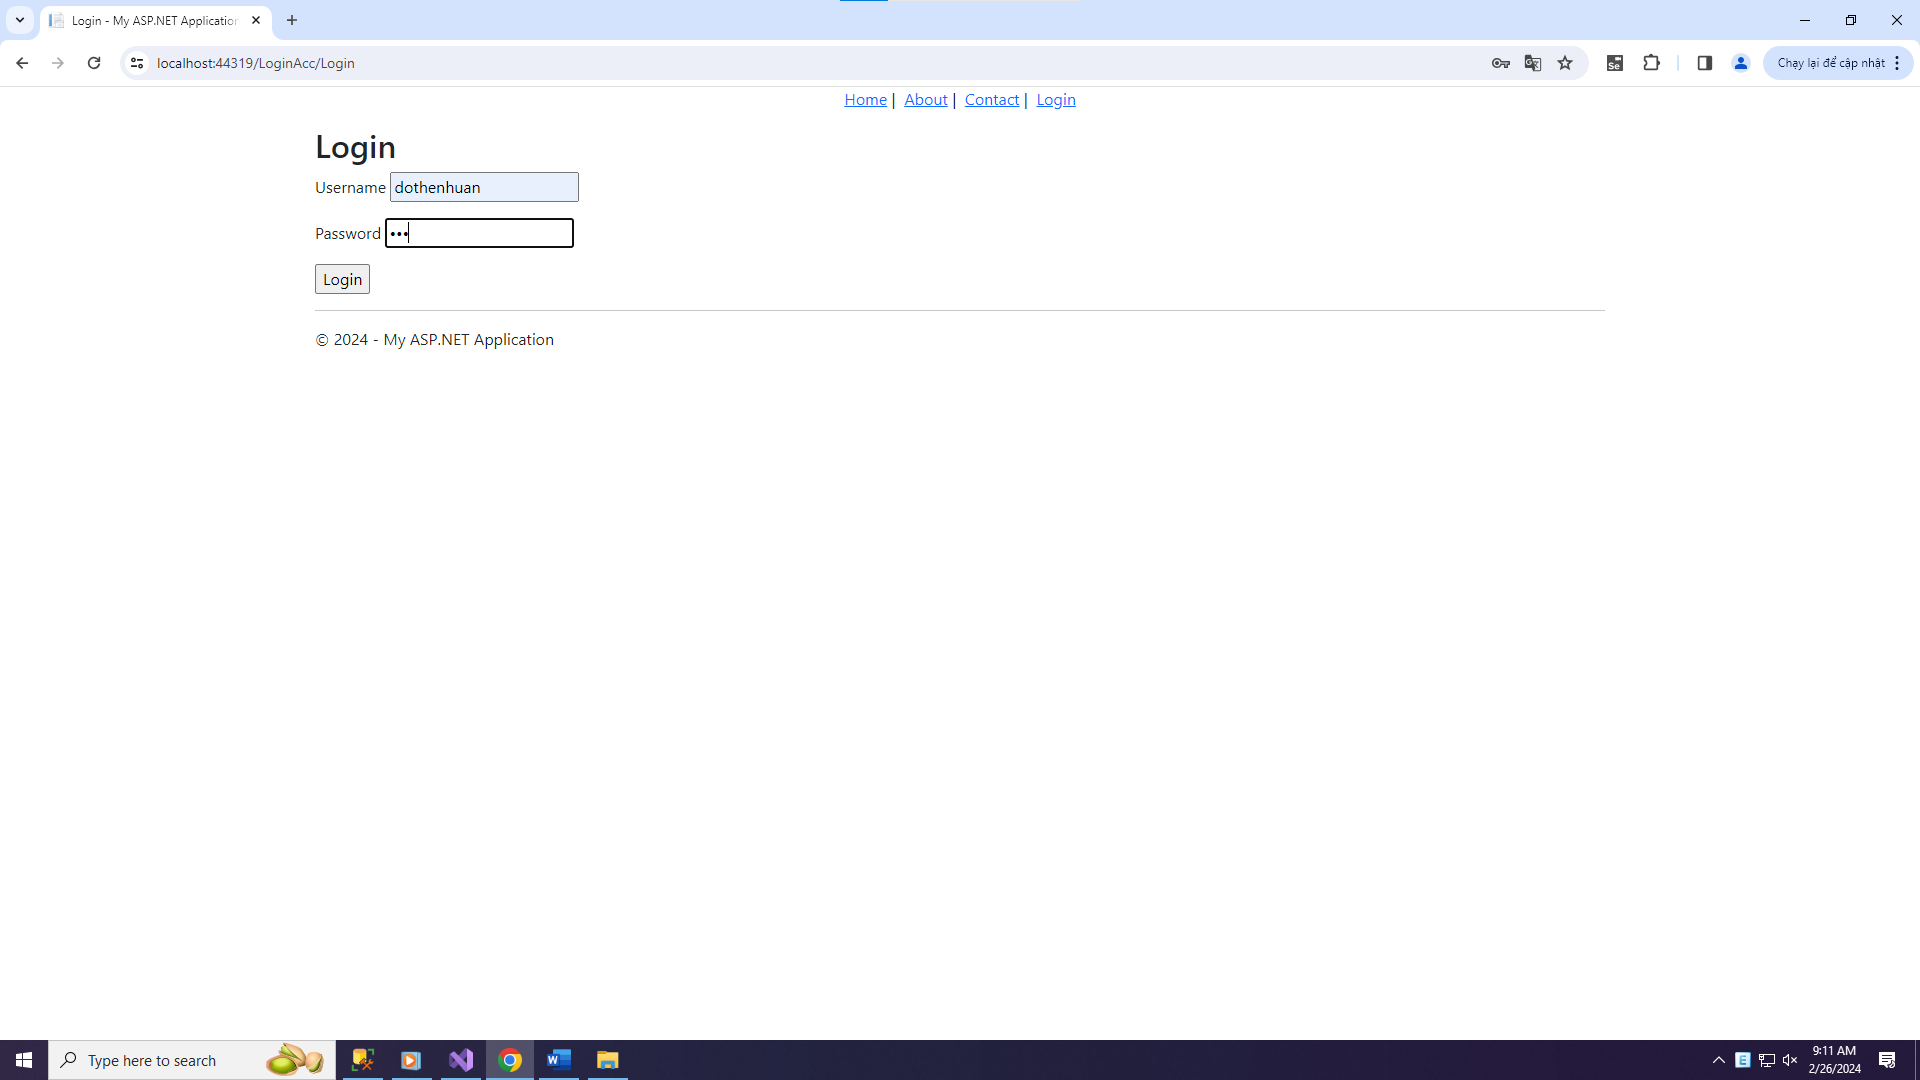 Login - My ASP.NET Application
localhost:44319/LoginAcc/Login
Chạy lại để cập nhật
Home | About | Contact | Login
Login
Username dothenhuan
Password •••
Login
© 2024 - My ASP.NET Application
Type here to search
9:11 AM
2/26/2024